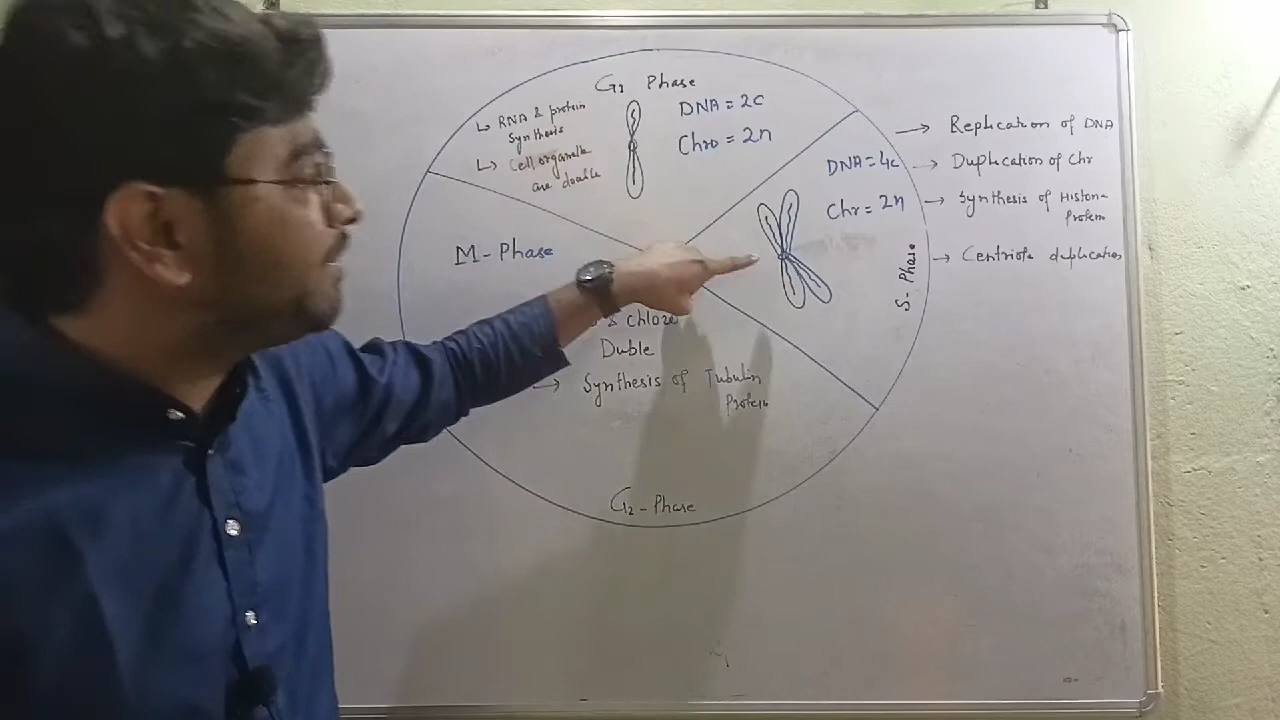 G1 Phase
↳ RNA & protein
Synthesis
↳ Cell organelle
are double
DNA = 2C
Chro = 2n
M-Phase
DNA = 4C
Chr = 2n
S-Phase
→ Replication of DNA
→ Duplication of Chr
→ Synthesis of Histone
Protein
→ Centriole duplication
& Chloro
Duble
→ Synthesis of Tubulin
Protein
G2-Phase